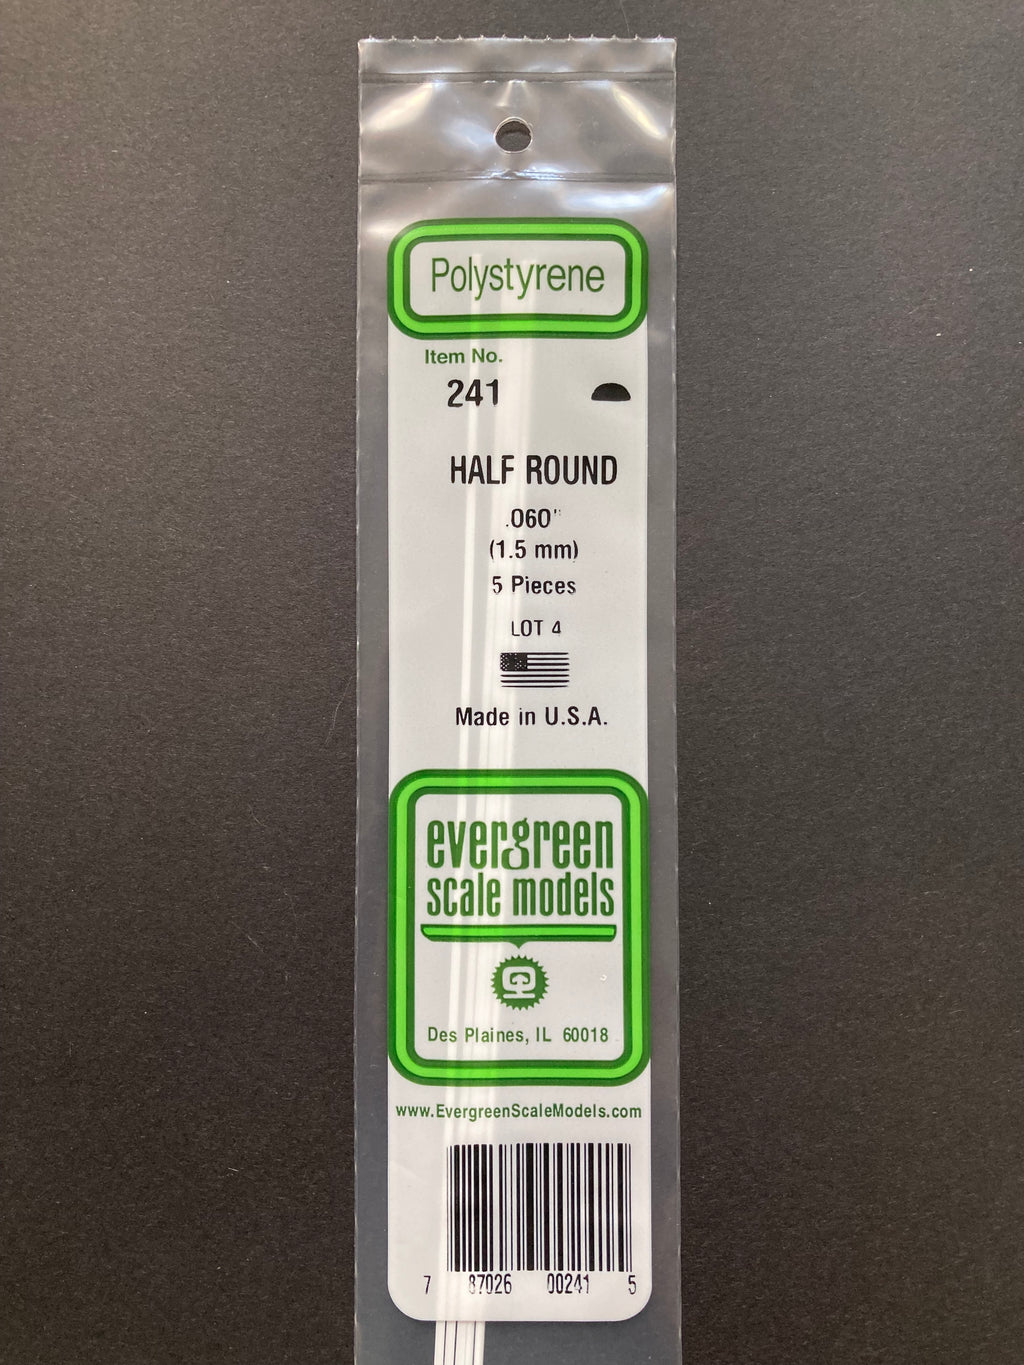 Polystyrene
Item No.
241
HALF ROUND
.060"
(1.5 mm)
5 Pieces
LOT 4
Made in U.S.A.
evergreen
scale models
Des Plaines, IL 60018
www.EvergreenScaleModels.com
7 87026 00241 5